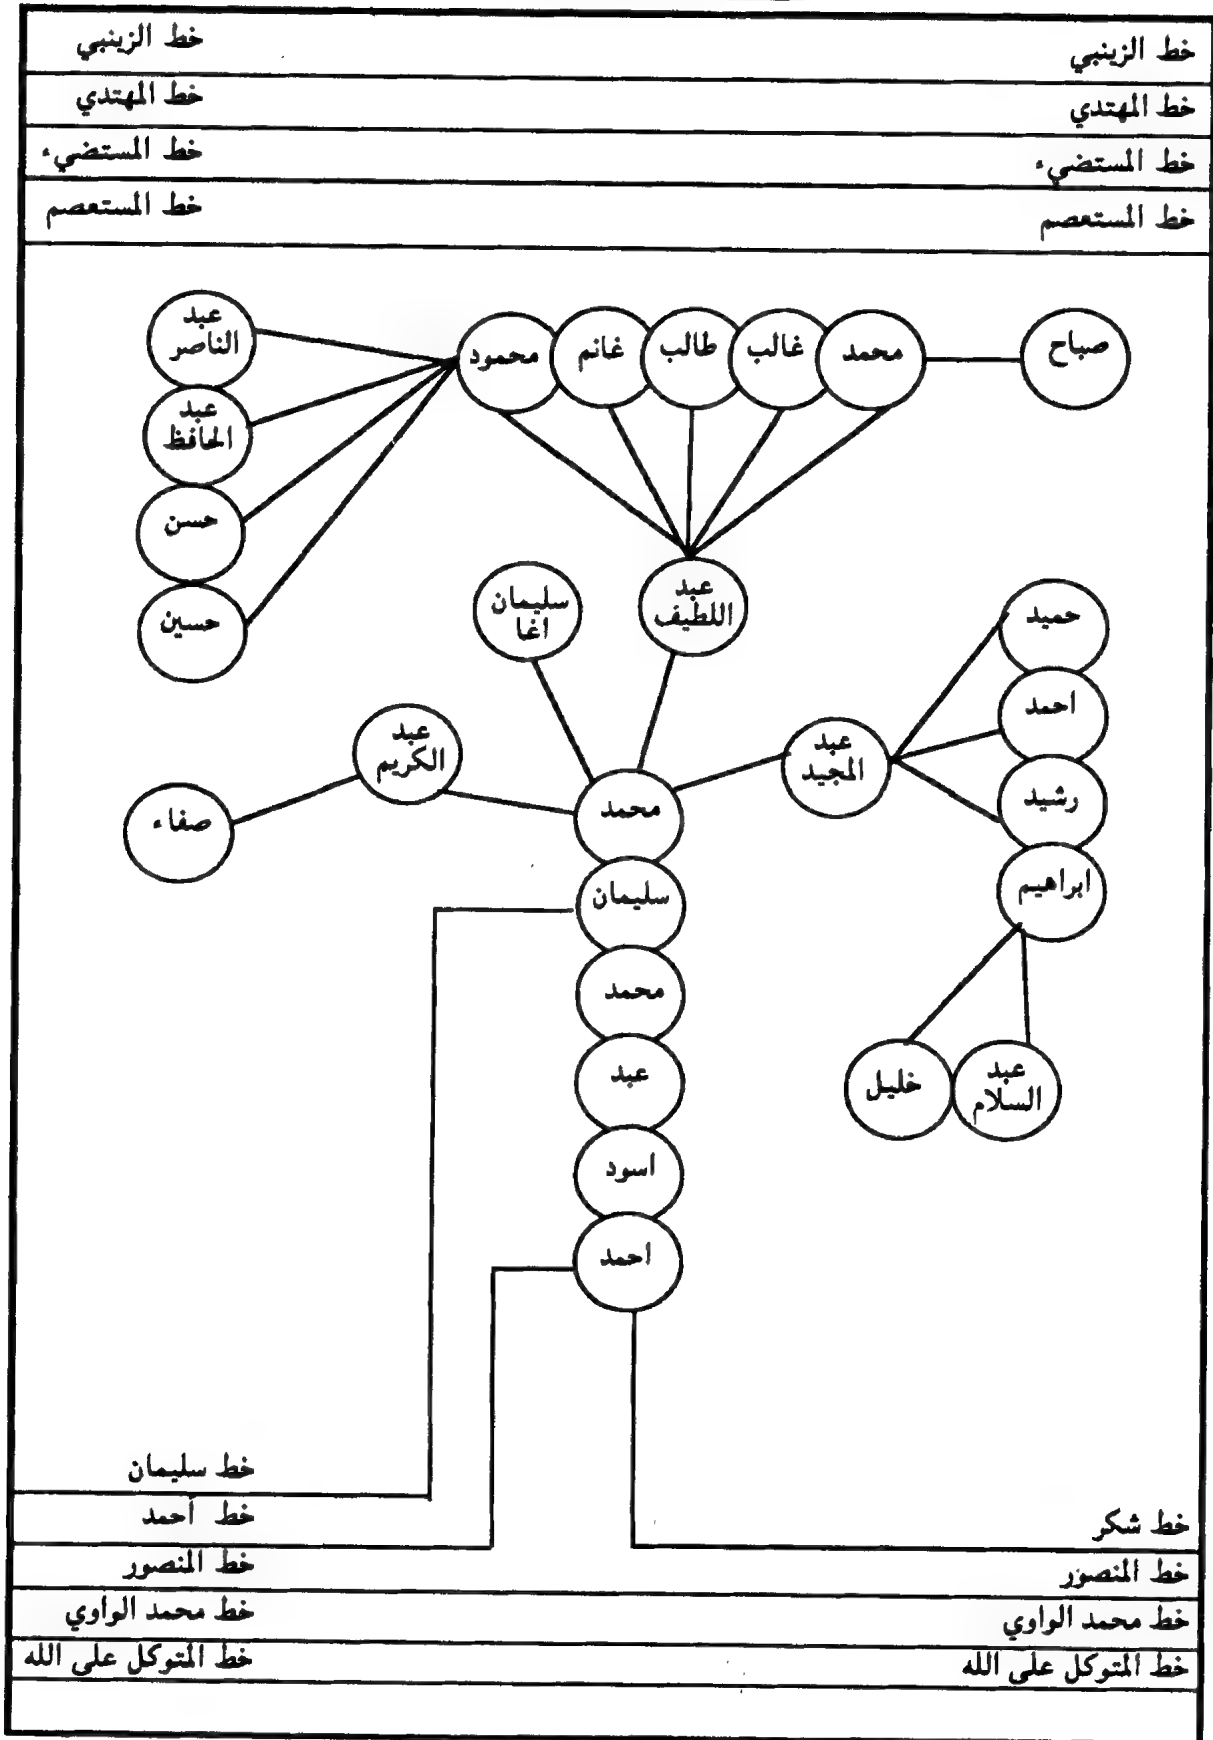 خط الزينبي
خط الزينبي
خط المهتدي
خط المهتدي
خط المستضيء
خط المستضيء
خط المستعصم
خط المستعصم
صباح
محمد
غالب
طالب
غانم
محمود
عبد
الناصر
عبد
الحافظ
حسن
حسين
عبد
اللطيف
سليمان
اغا
حميد
احمد
رشيد
ابراهيم
عبد
المجيد
عبد
الكريم
صفاء
محمد
سليمان
محمد
عبد
اسود
احمد
عبد
السلام
خليل
خط سليمان
خط شكر
خط أحمد
خط المنصور
خط المنصور
خط محمد الواوي
خط محمد الواوي
خط المتوكل على الله
خط المتوكل على الله